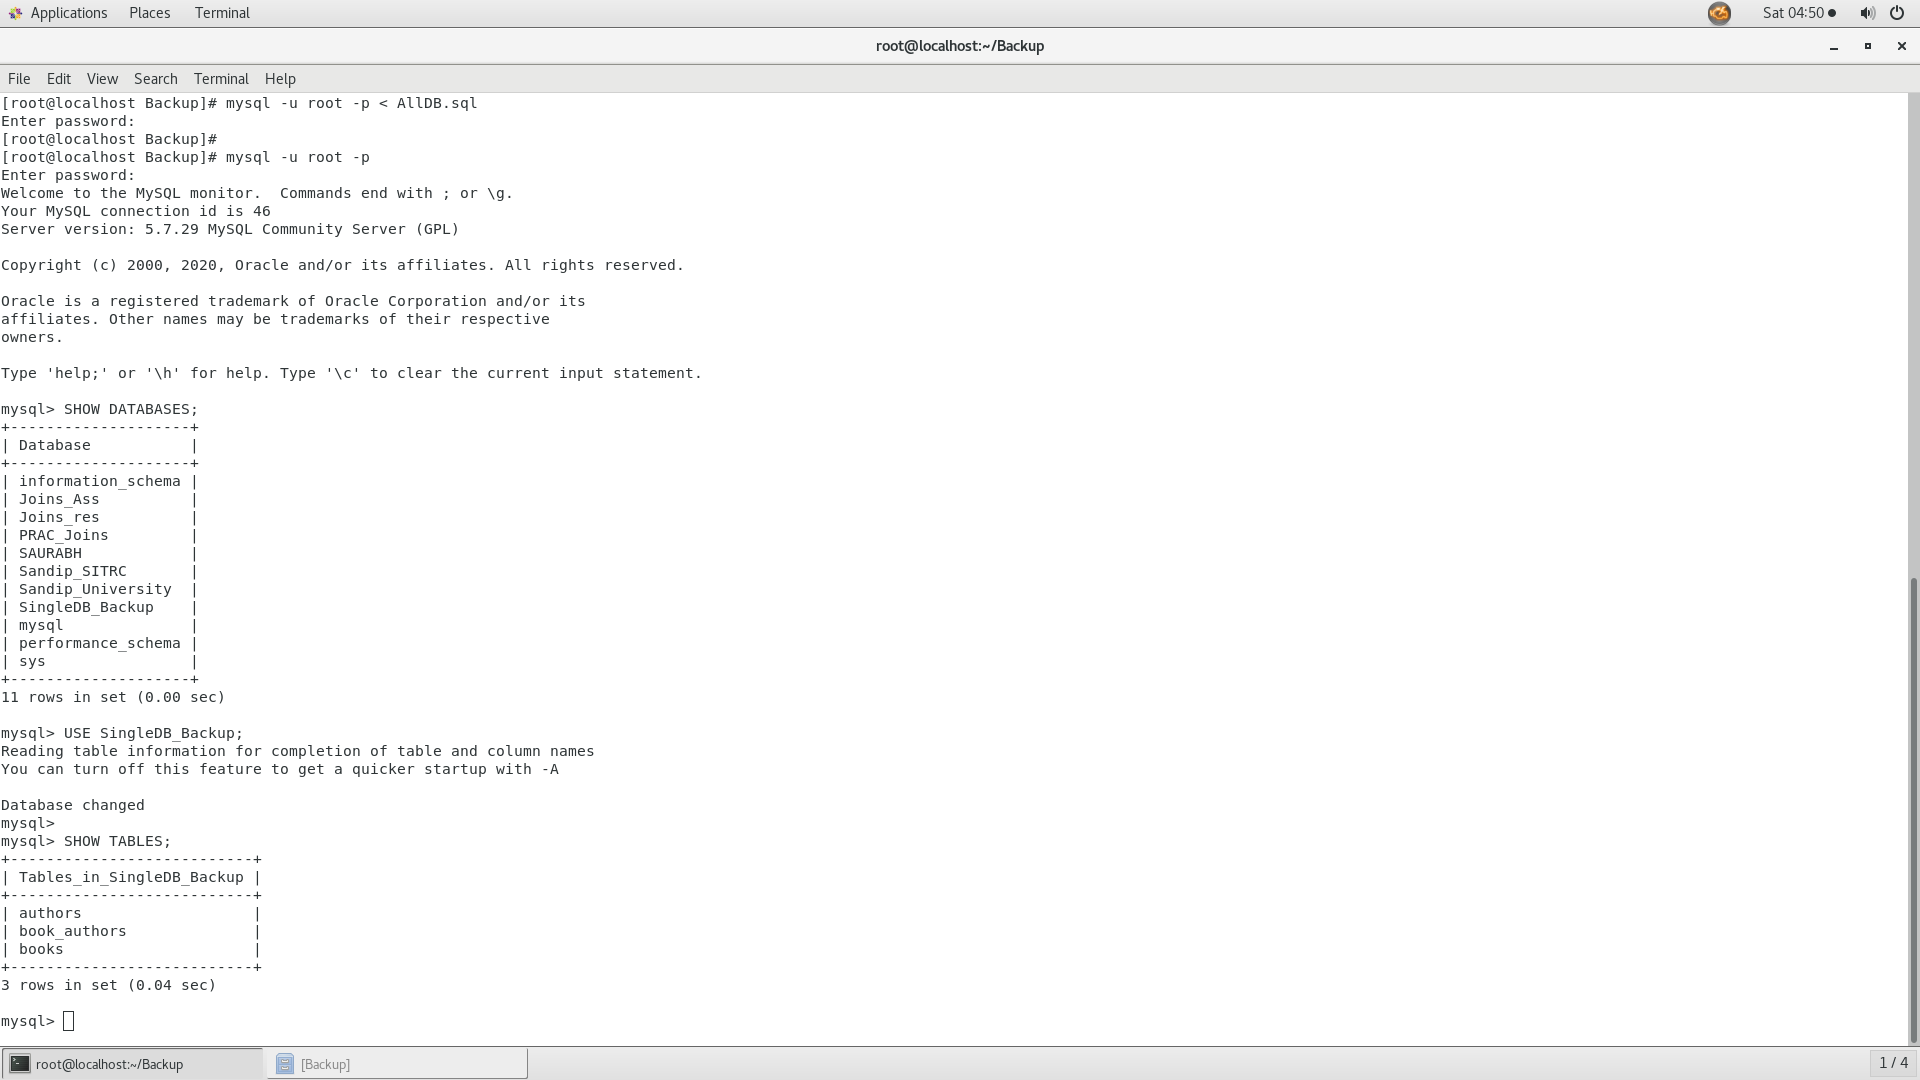 Applications Places Terminal Sat 04:50
root@localhost:~/Backup
File Edit View Search Terminal Help
[root@localhost Backup]# mysql -u root -p < AllDB.sql
Enter password:
[root@localhost Backup]#
[root@localhost Backup]# mysql -u root -p
Enter password:
Welcome to the MySQL monitor.  Commands end with ; or \g.
Your MySQL connection id is 46
Server version: 5.7.29 MySQL Community Server (GPL)

Copyright (c) 2000, 2020, Oracle and/or its affiliates. All rights reserved.

Oracle is a registered trademark of Oracle Corporation and/or its
affiliates. Other names may be trademarks of their respective
owners.

Type 'help;' or '\h' for help. Type '\c' to clear the current input statement.

mysql> SHOW DATABASES;
+--------------------+
| Database           |
+--------------------+
| information_schema |
| Joins_Ass          |
| Joins_res          |
| PRAC_Joins         |
| SAURABH            |
| Sandip_SITRC       |
| Sandip_University  |
| SingleDB_Backup    |
| mysql              |
| performance_schema |
| sys                |
+--------------------+
11 rows in set (0.00 sec)

mysql> USE SingleDB_Backup;
Reading table information for completion of table and column names
You can turn off this feature to get a quicker startup with -A

Database changed
mysql>
mysql> SHOW TABLES;
+---------------------------+
| Tables_in_SingleDB_Backup |
+---------------------------+
| authors                   |
| book_authors              |
| books                     |
+---------------------------+
3 rows in set (0.04 sec)

mysql>
root@localhost:~/Backup [Backup] 1 / 4